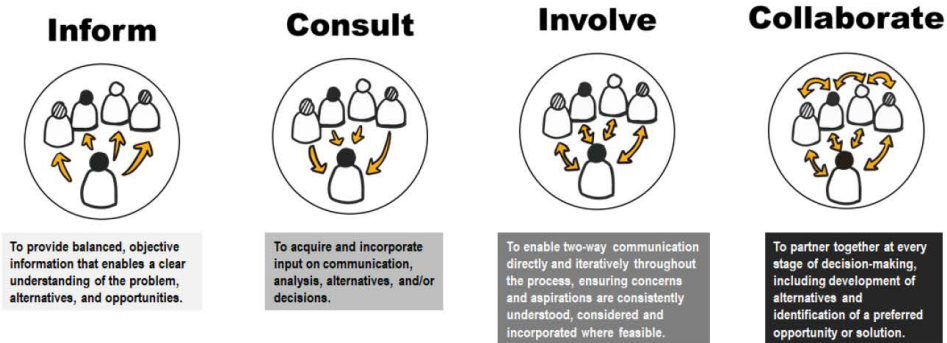 Inform
To provide balanced, objective
information that enables a clear
understanding of the problem,
alternatives, and opportunities.
Consult
To acquire and incorporate
input on communication,
analysis, alternatives, and/or
decisions.
Involve
To enable two-way communication
directly and iteratively throughout
the process, ensuring concerns
and aspirations are consistently
understood, considered and
incorporated where feasible.
Collaborate
To partner together at every
stage of decision-making,
including development of
alternatives and
identification of a preferred
opportunity or solution.